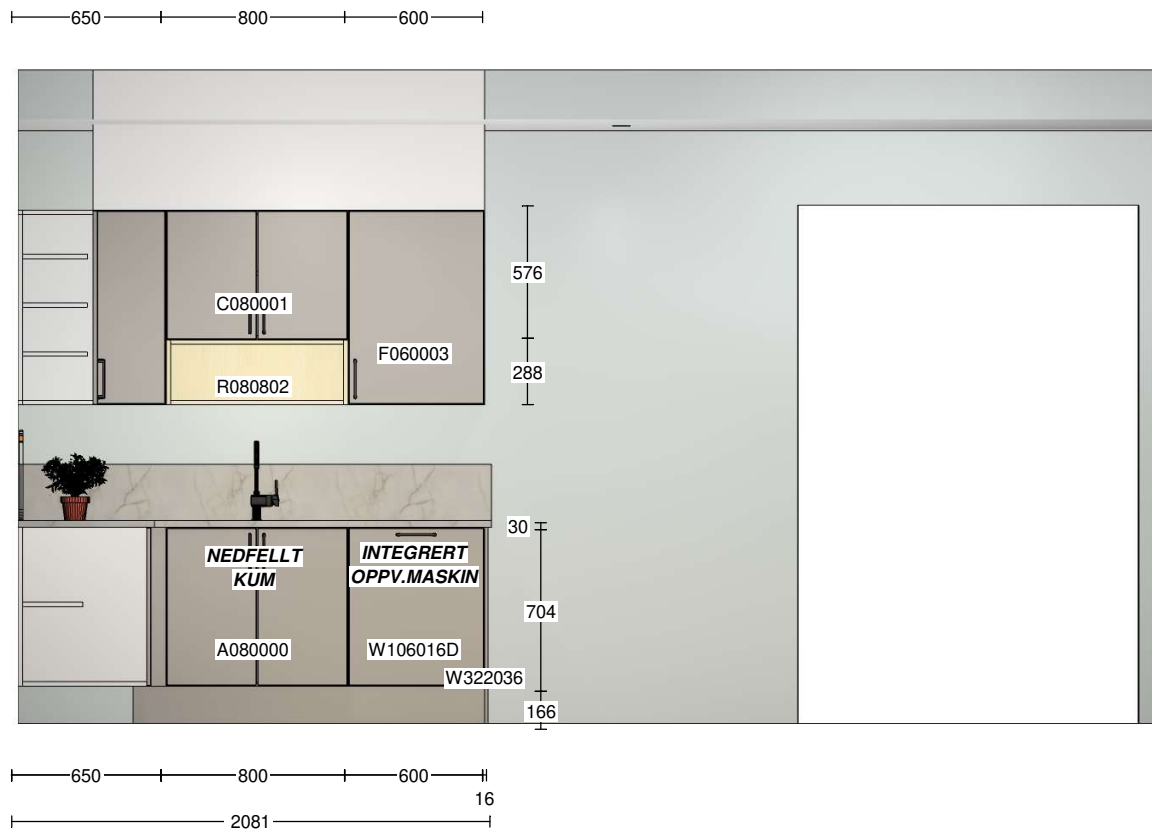 650 800 600
576
C080001
F060003
288
R080802
30
NEDFELLT
KUM
INTEGRERT
OPPV.MASKIN
704
A080000
W106016D
W322036
166
650 800 600
16
2081